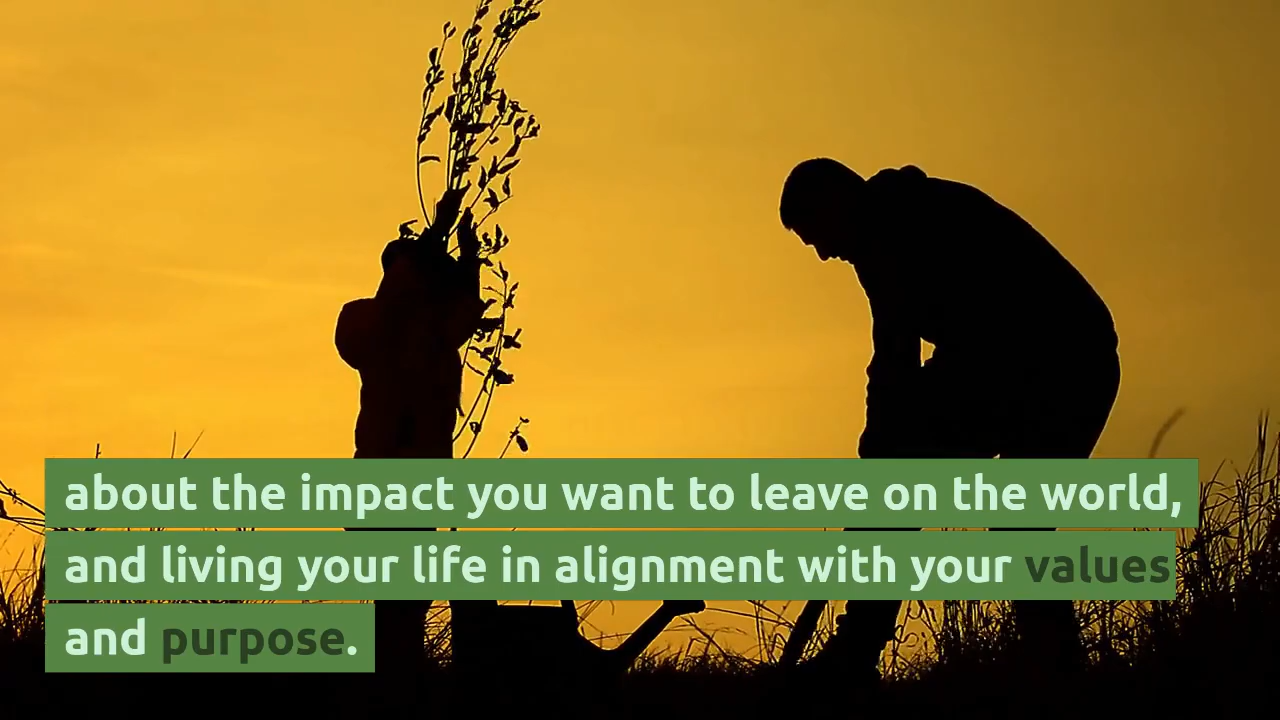 about the impact you want to leave on the world,
and living your life in alignment with your values
and purpose.